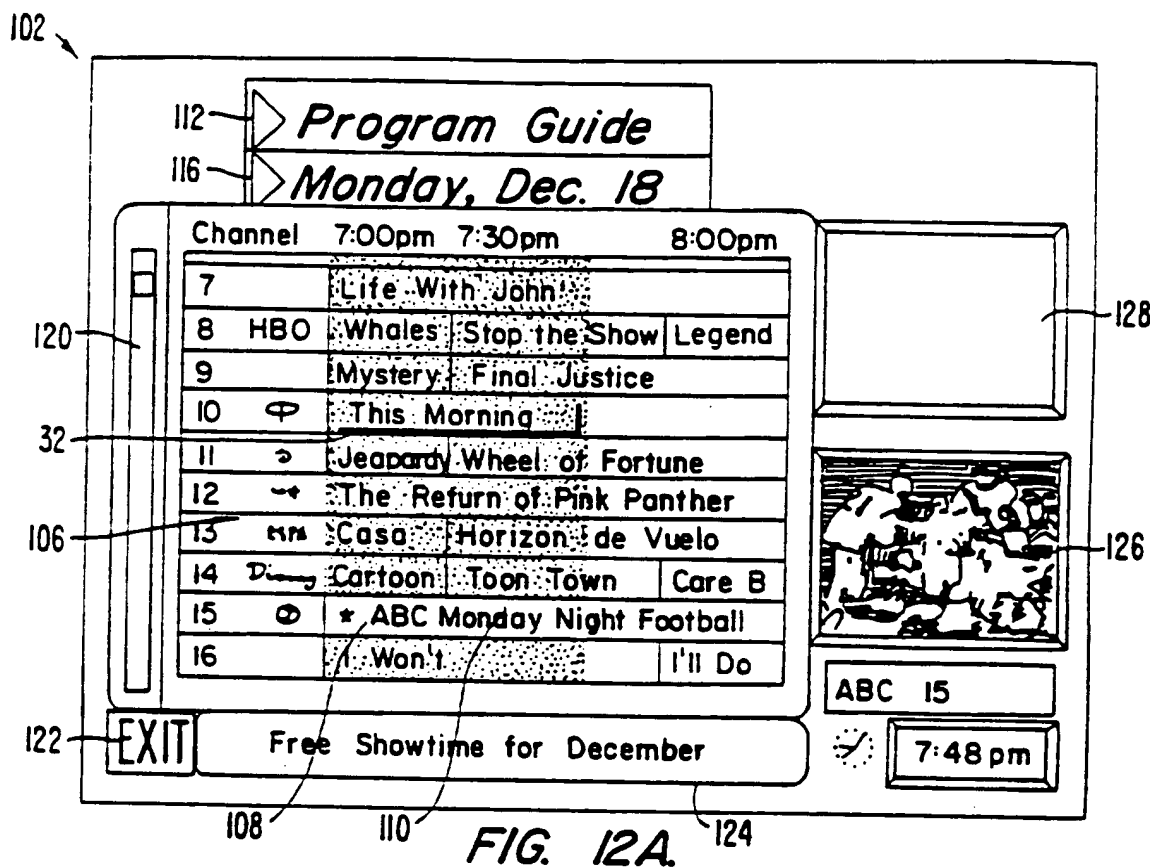 102
112 Program Guide
116 Monday, Dec. 18
Channel 7:00pm 7:30pm 8:00pm
7 Life With John
8 HBO Whales Stop the Show Legend
128
120
9 Mystery Final Justice
10 This Morning
32
11 Jeapardy Wheel of Fortune
12 The Return of Pink Panther
106
13 Casa Horizon de Vuelo
126
14 Cartoon Toon Town Care B
15 * ABC Monday Night Football
16 I Won't I'll Do
ABC 15
122 EXIT Free Showtime for December
7:48 pm
108 110 124
FIG. 12A.